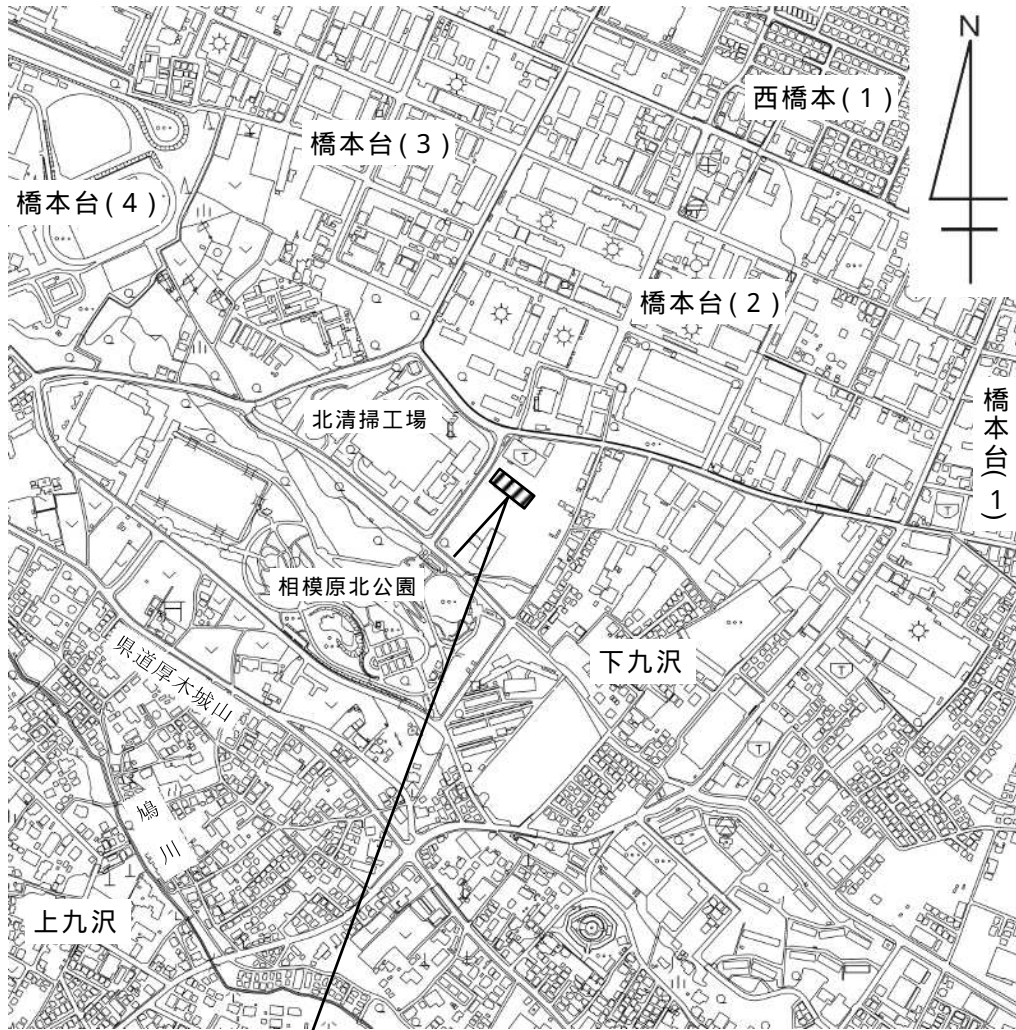 N
西橋本(1)
橋本台(3)
橋本台(4)
橋本台(2)
橋本台(1)
北清掃工場
相模原北公園
下九沢
県道厚木城山
鳩川
上九沢